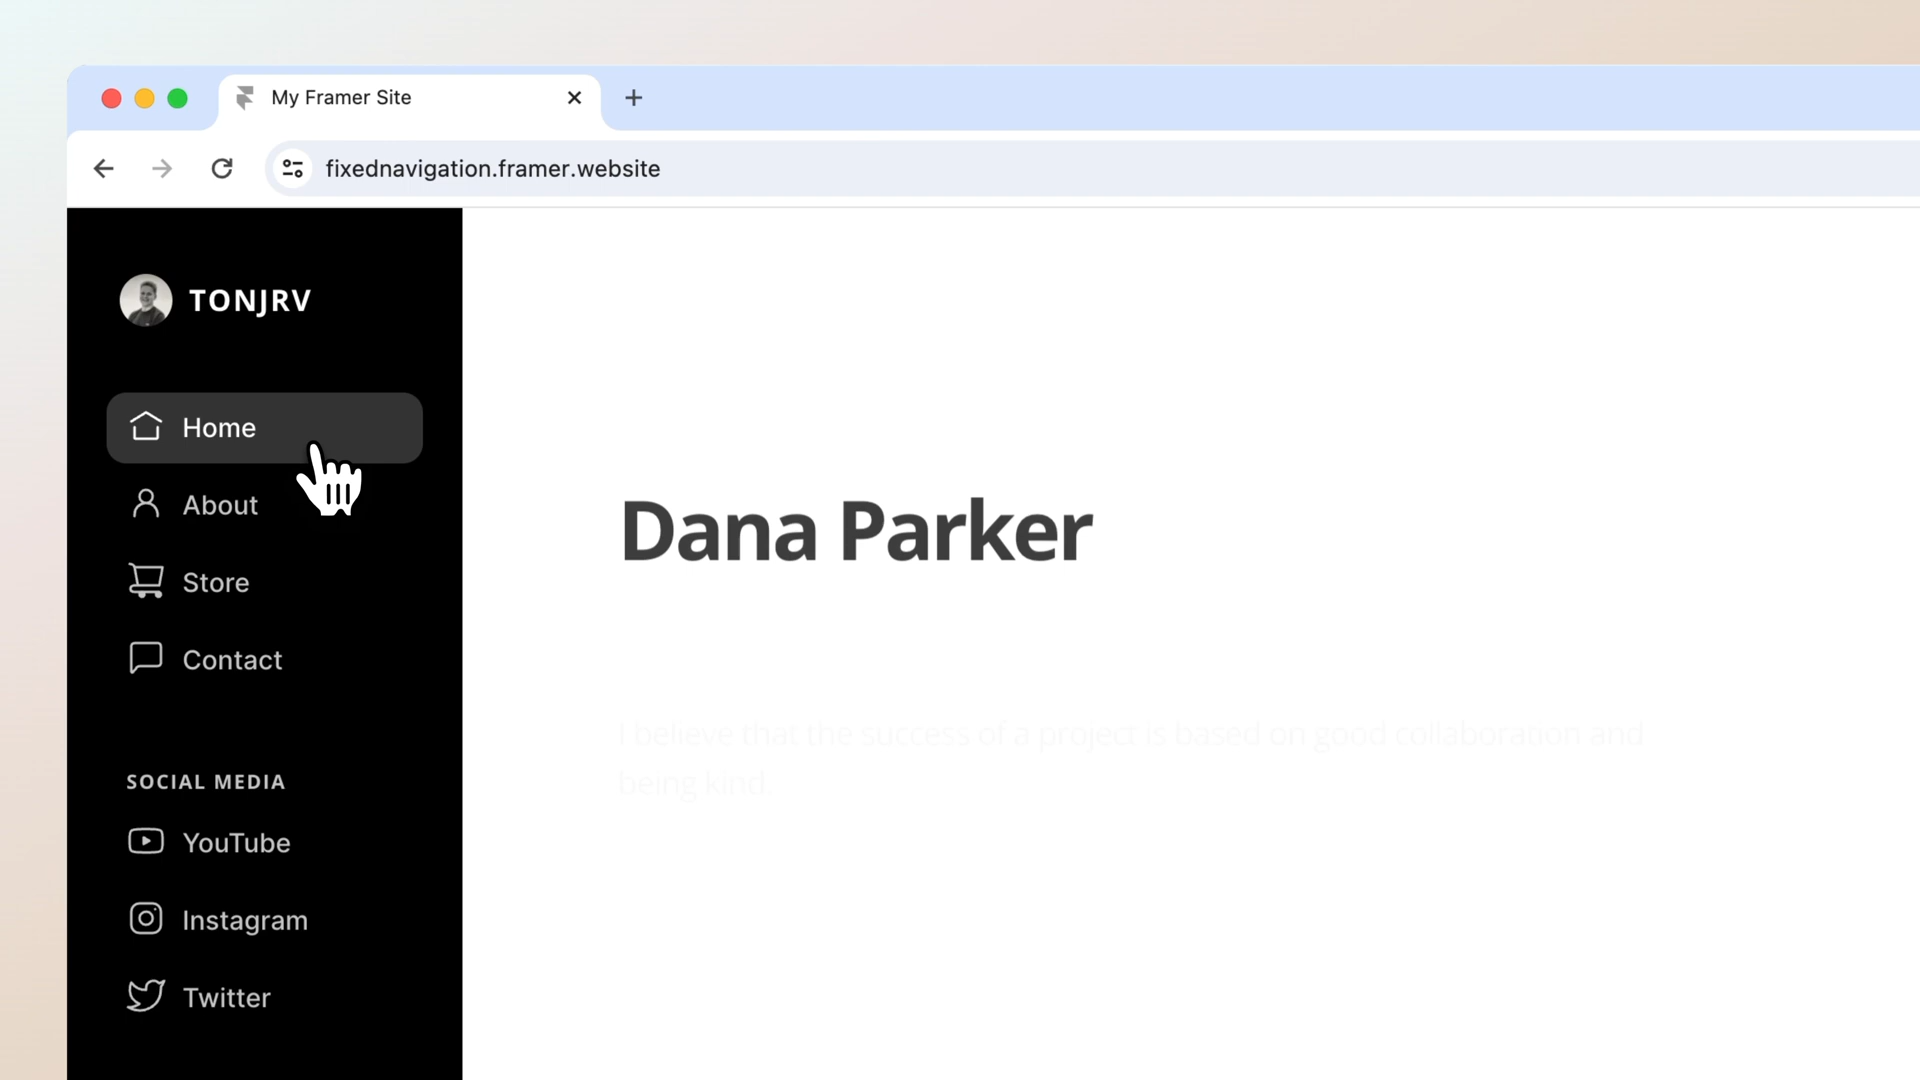 My Framer Site
fixednavigation.framer.website
TONJRV
Home
About
Store
Contact
SOCIAL MEDIA
YouTube
Instagram
Twitter
Dana Parker
I believe that the success of a project is based on good collaboration and
being kind.